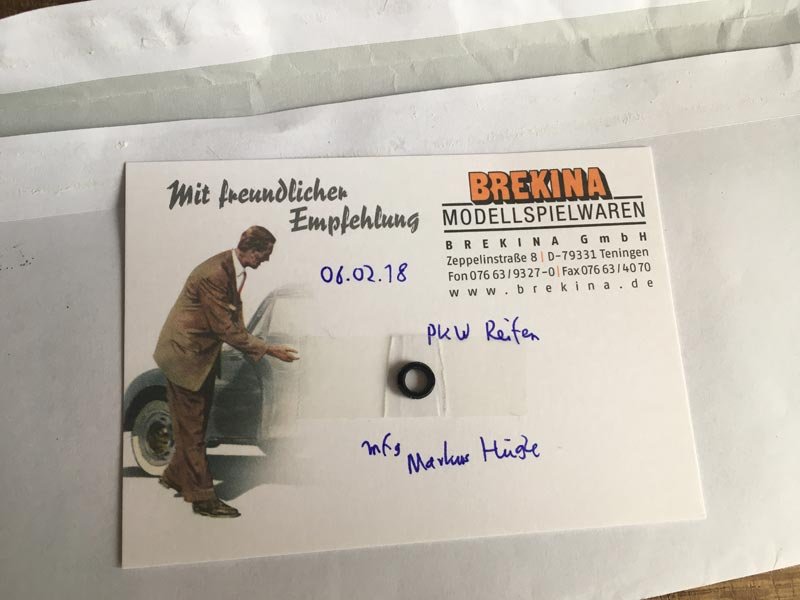 Mit freundlicher
Empfehlung
BREKINA
MODELLSPIELWAREN
BREKINA GmbH
Zeppelinstraße 8 | D-79331 Teningen
Fon 076 63/9327-0 | Fax 076 63/40 70
www.brekina.de
06.02.18
PKW Reifen
mfg
Markus